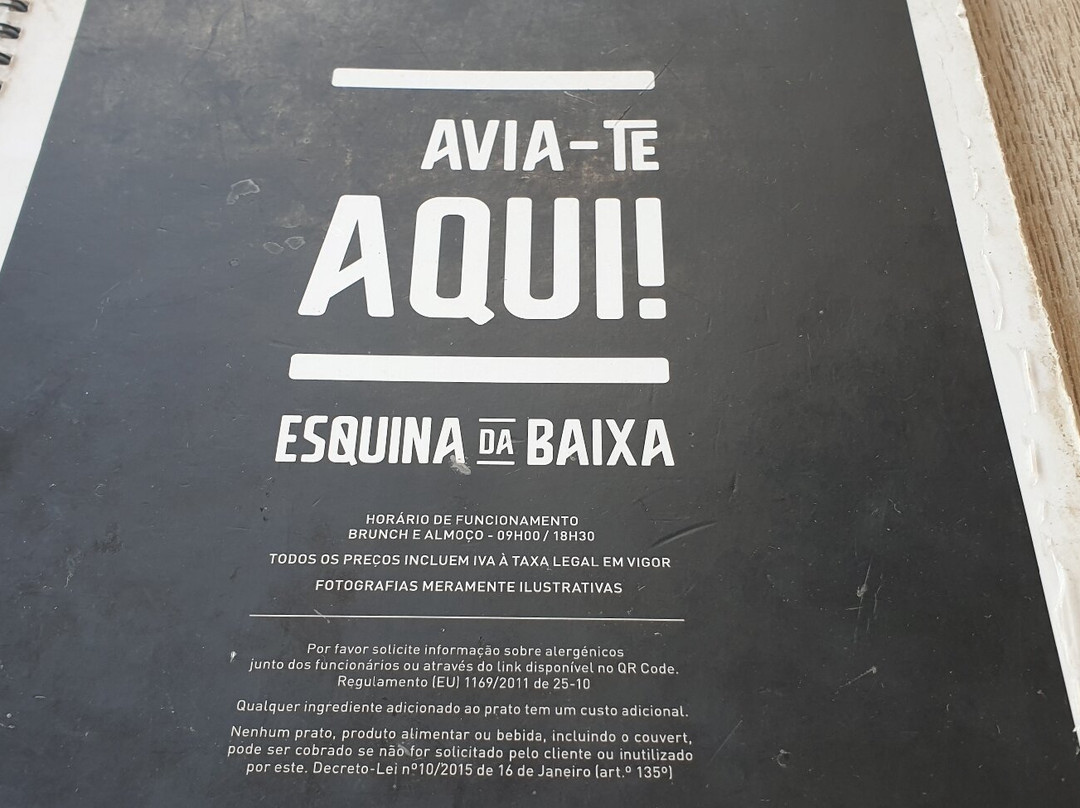 AVIA-TE
AQUI!
ESQUINA DA BAIXA
HORÁRIO DE FUNCIONAMENTO
BRUNCH E ALMOÇO - 09H00 / 18H30
TODOS OS PREÇOS INCLUEM IVA À TAXA LEGAL EM VIGOR
FOTOGRAFIAS MERAMENTE ILUSTRATIVAS
Por favor solicite informação sobre alergénicos
junto dos funcionários ou através do link disponível no QR Code.
Regulamento (EU) 1169/2011 de 25-10
Qualquer ingrediente adicionado ao prato tem um custo adicional.
Nenhum prato, produto alimentar ou bebida, incluindo o couvert,
pode ser cobrado se não for solicitado pelo cliente ou inutilizado
por este. Decreto-Lei nº10/2015 de 16 de Janeiro (art.º 135º)